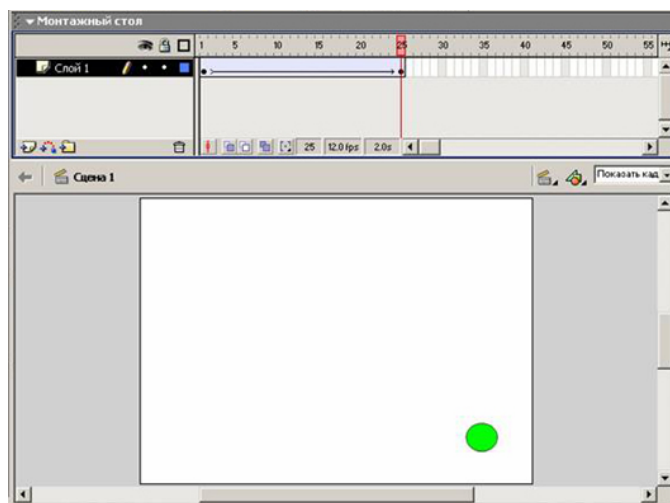 Монтажный стол
1 5 10 15 20 25 30 35 40 45 50 55
Слой 1
25 12.0 fps 2.0s
Сцена 1
Показать кад